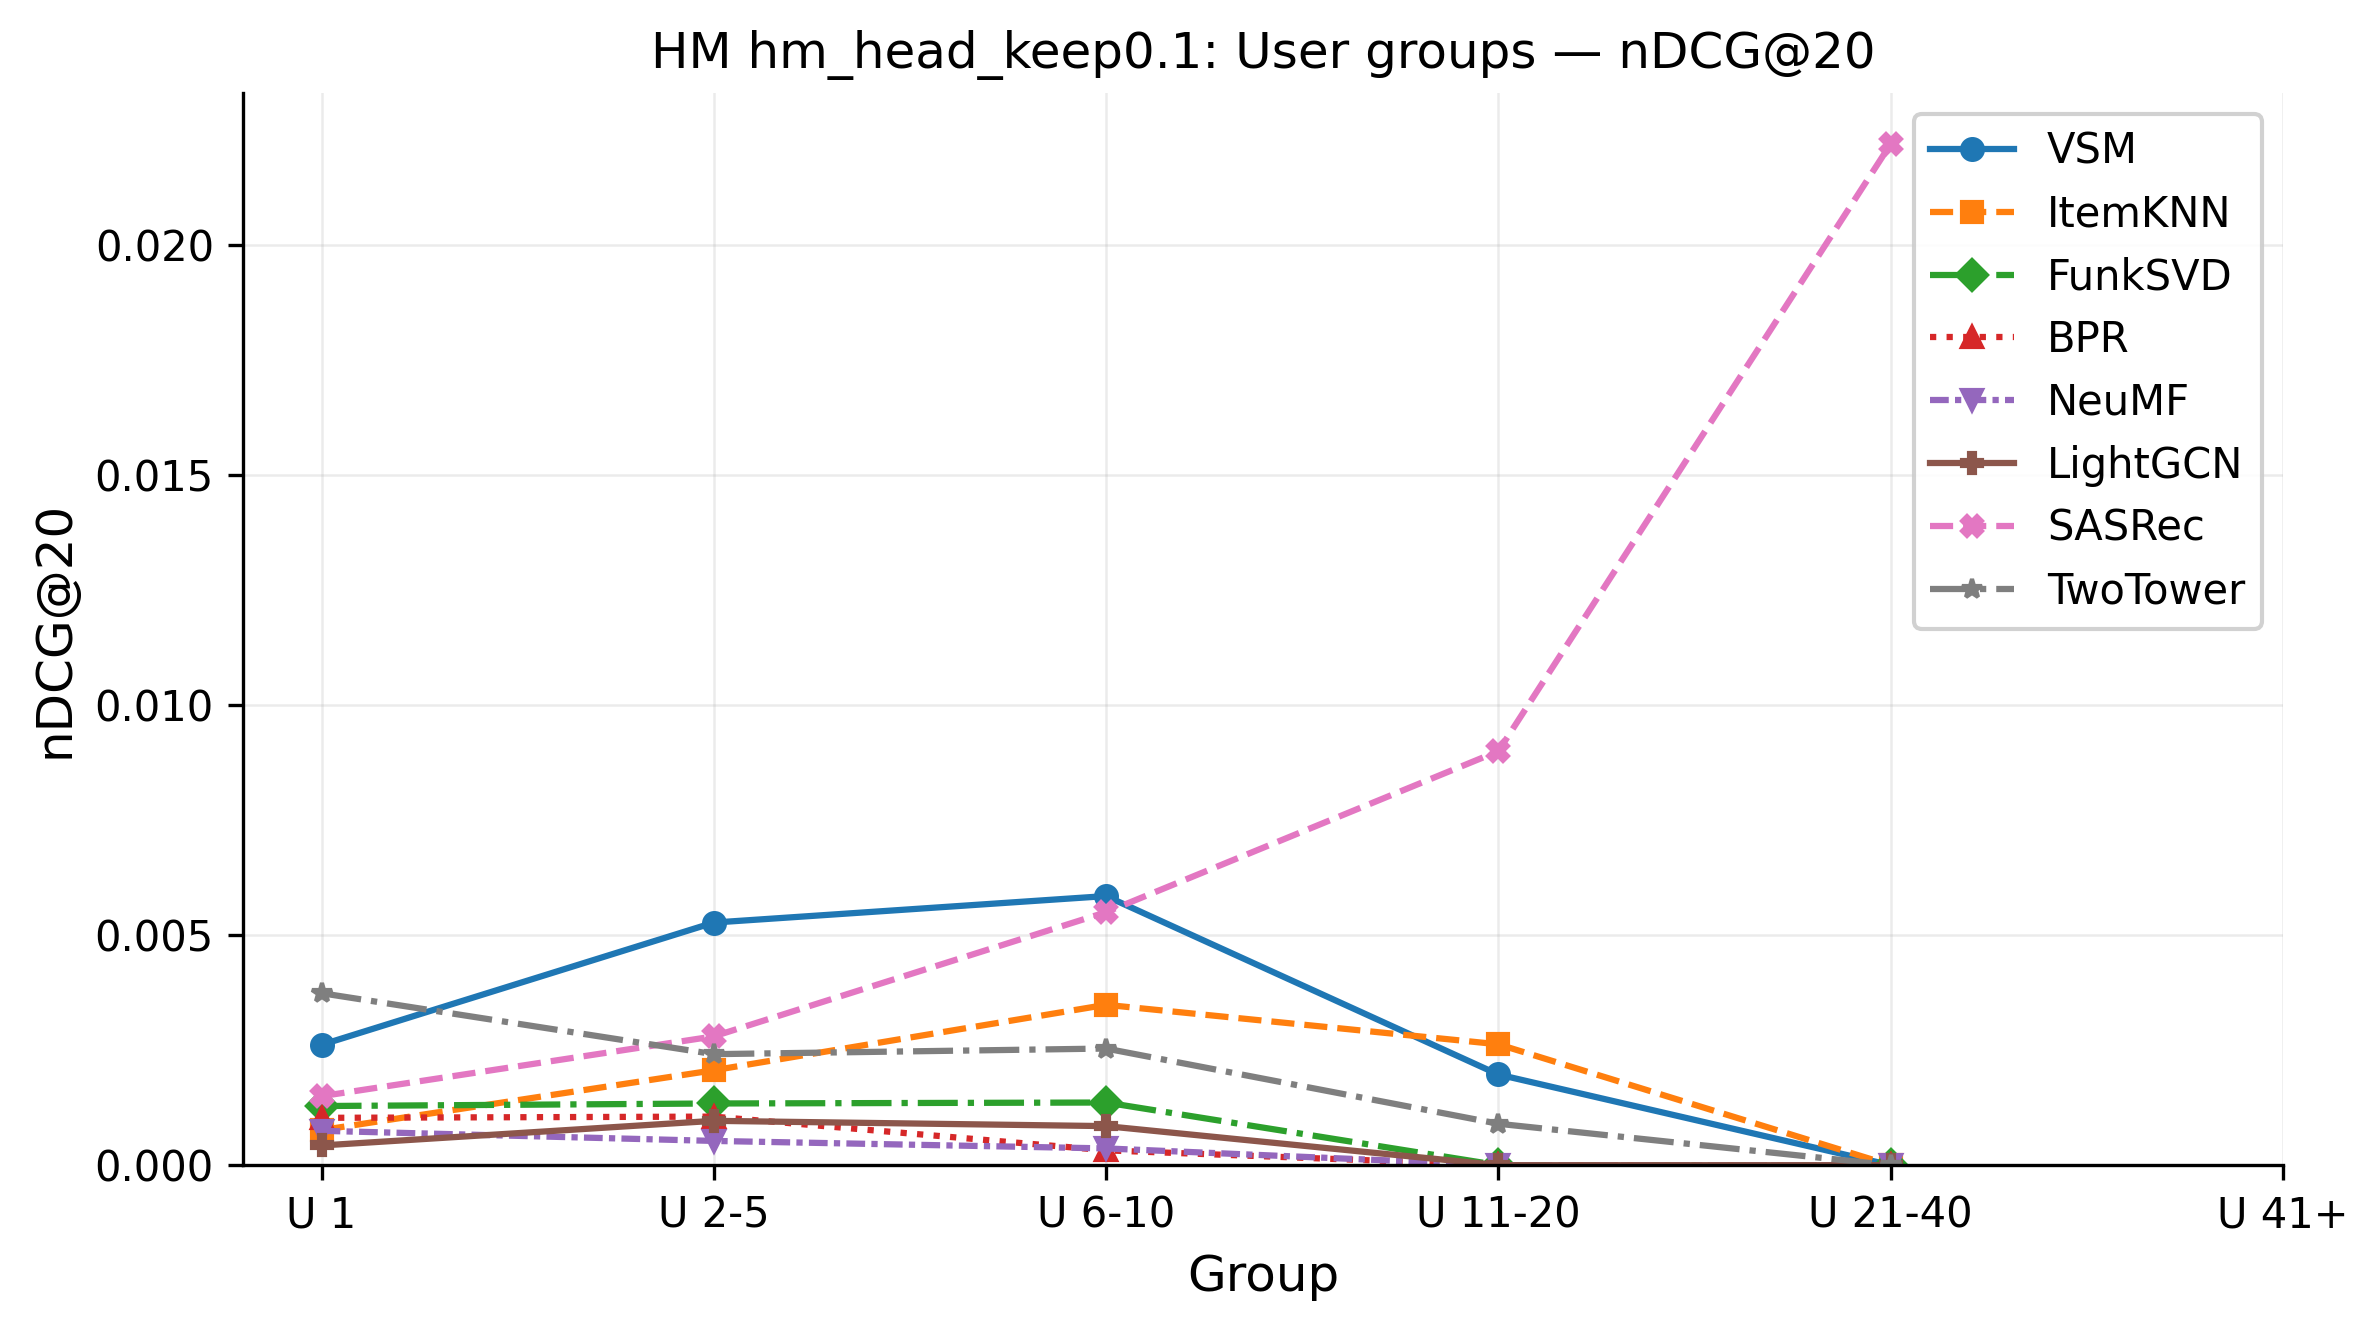 HM hm_head_keep0.1: User groups — nDCG@20
nDCG@20
0.020
0.015
0.010
0.005
0.000
U 1
U 2-5
U 6-10
U 11-20
U 21-40
U 41+
Group
VSM
ItemKNN
FunkSVD
BPR
NeuMF
LightGCN
SASRec
TwoTower